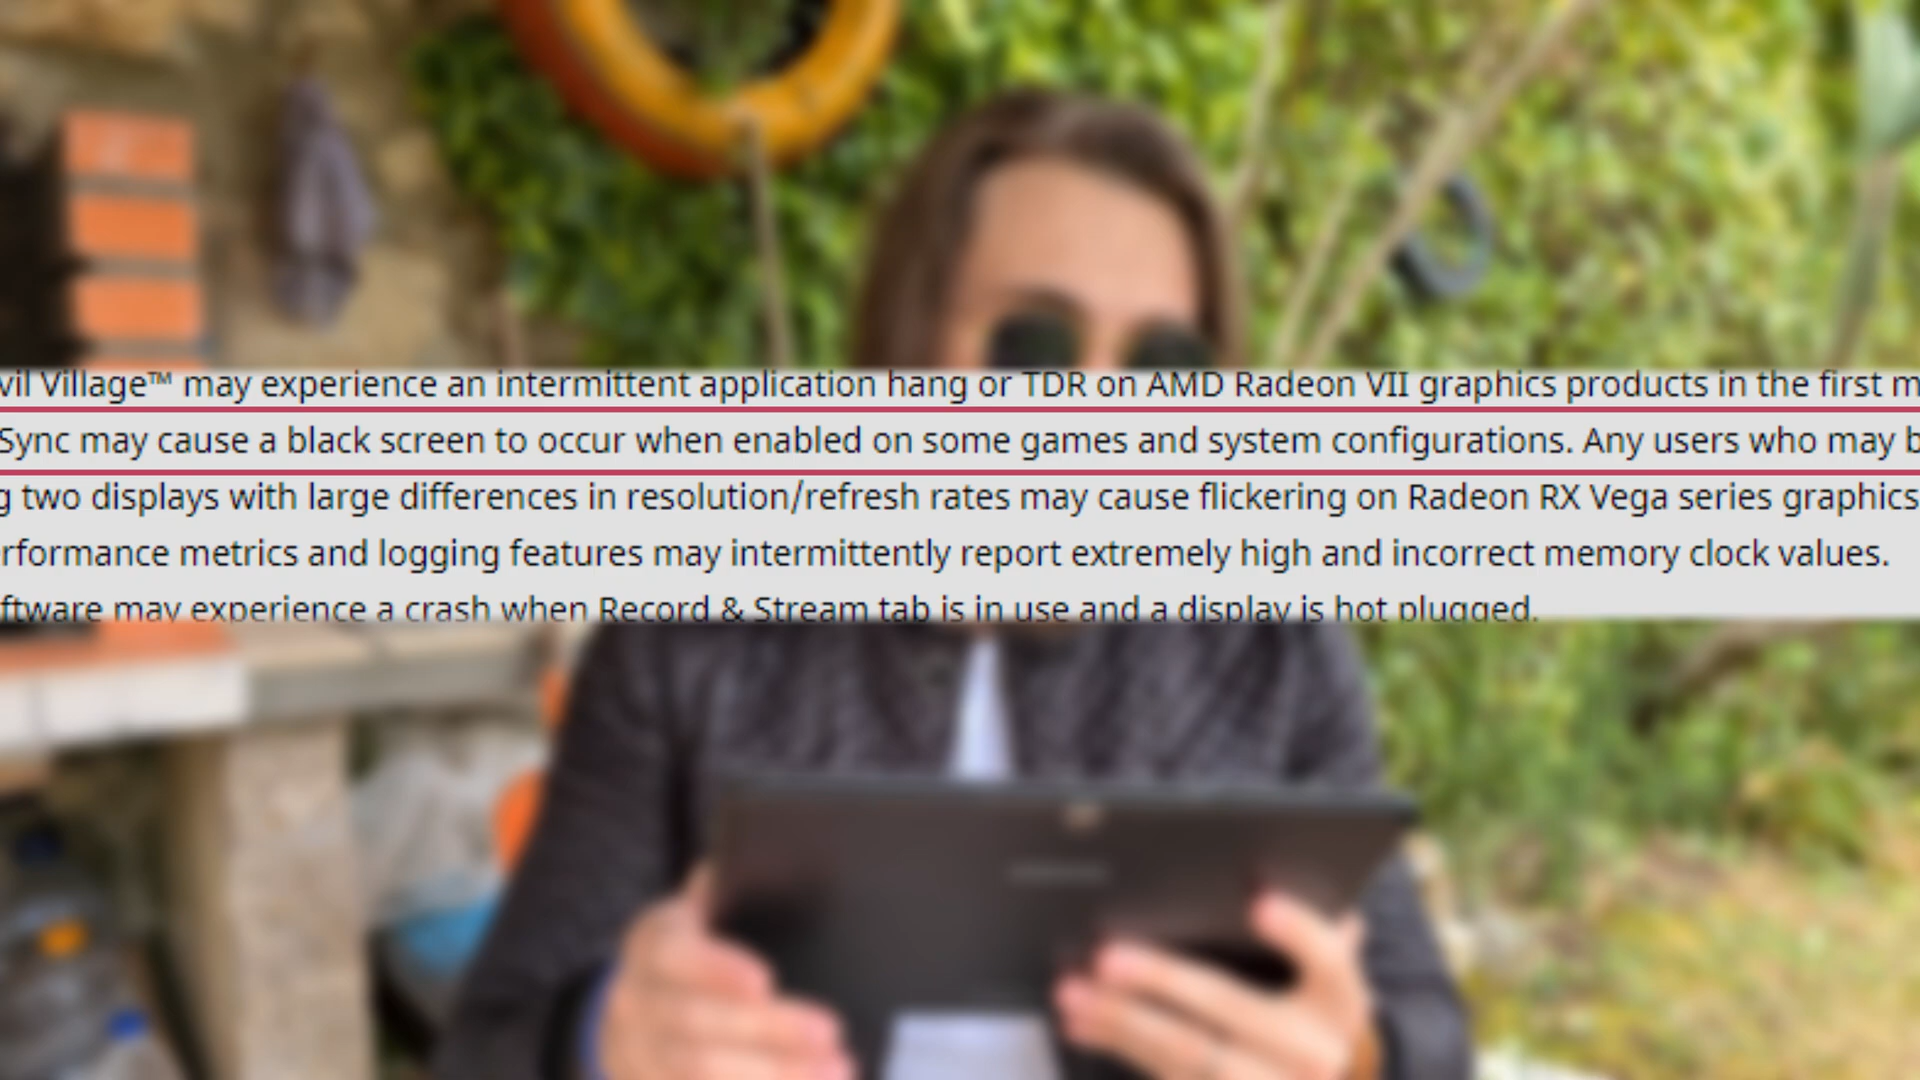 vil Village™ may experience an intermittent application hang or TDR on AMD Radeon VII graphics products in the first m
Sync may cause a black screen to occur when enabled on some games and system configurations. Any users who may b
g two displays with large differences in resolution/refresh rates may cause flickering on Radeon RX Vega series graphics
rformance metrics and logging features may intermittently report extremely high and incorrect memory clock values.
ftware may experience a crash when Record & Stream tab is in use and a display is hot plugged.